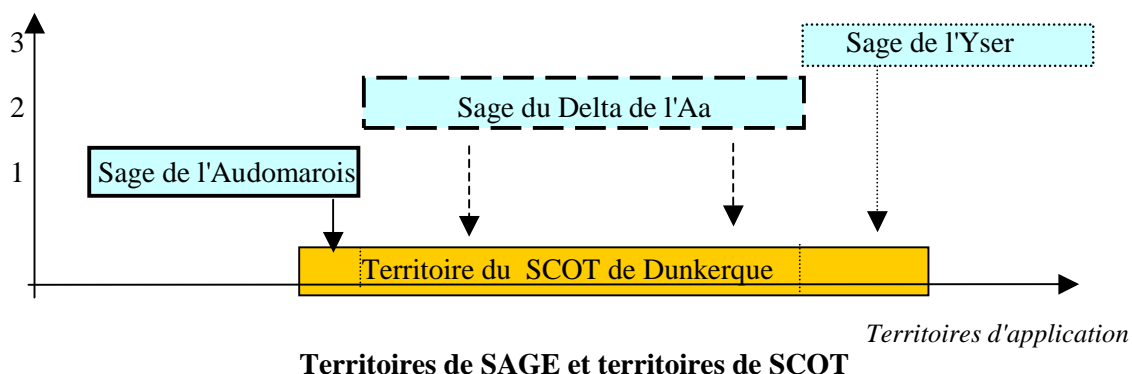 3
Sage de l'Yser
2
Sage du Delta de l'Aa
1
Sage de l'Audomarois
Territoire du SCOT de Dunkerque
Territoires d'application
Territoires de SAGE et territoires de SCOT